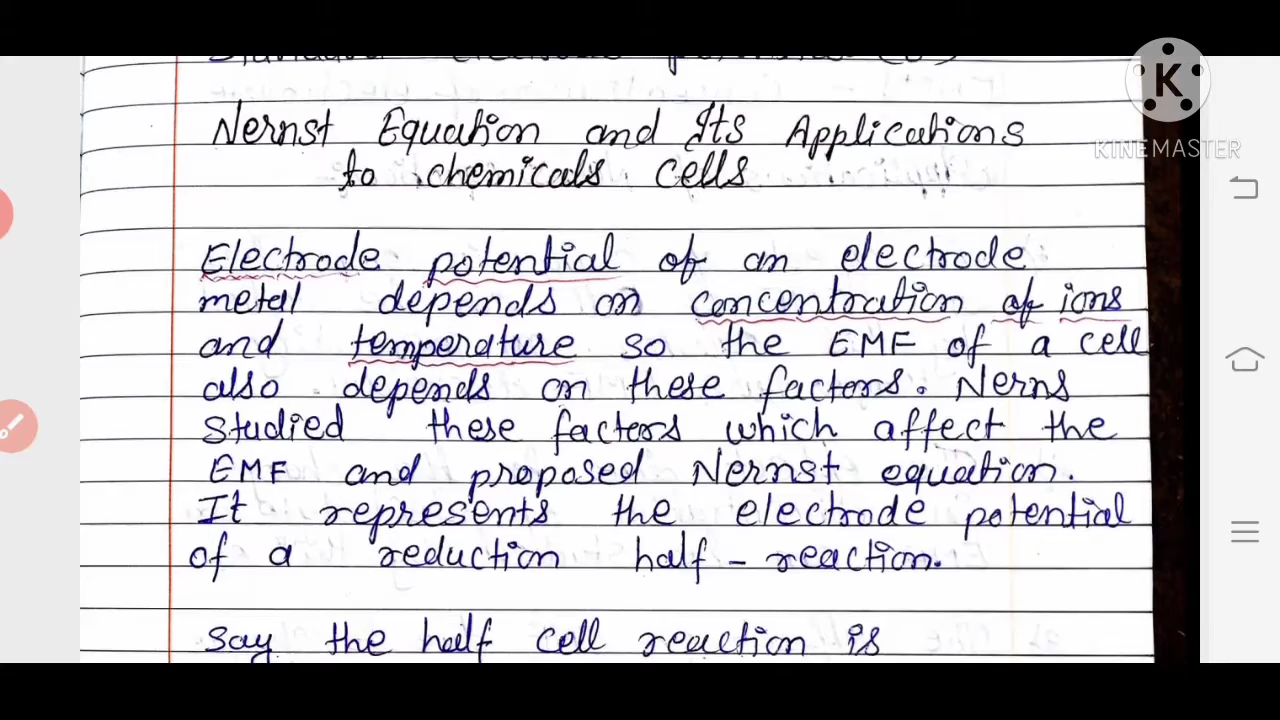 Standard electrode potential (E°)
Nernst Equation and Its Applications
to chemicals cells
Electrode potential of an electrode
metal depends on concentration of ions
and temperature so the EMF of a cell
also depends on these factors. Nerns
studied these factors which affect the
EMF and proposed Nernst equation.
It represents the electrode potential
of a reduction half - reaction.
Say the half cell reaction is
K
KINEMASTER